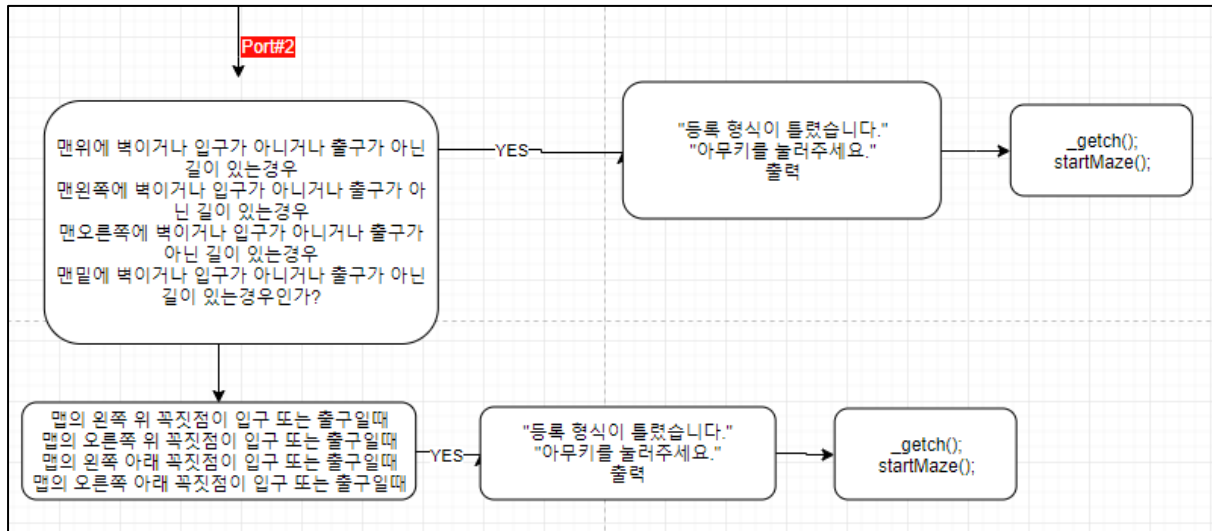 Port#2
맨위에 벽이거나 입구가 아니거나 출구가 아닌
길이 있는경우
맨왼쪽에 벽이거나 입구가 아니거나 출구가 아
닌 길이 있는경우
맨오른쪽에 벽이거나 입구가 아니거나 출구가
아닌 길이 있는경우
맨밑에 벽이거나 입구가 아니거나 출구가 아닌
길이 있는경우인가?
YES
"등록 형식이 틀렸습니다."
"아무키를 눌러주세요."
출력
_getch();
startMaze();
맵의 왼쪽 위 꼭짓점이 입구 또는 출구일때
맵의 오른쪽 위 꼭짓점이 입구 또는 출구일때
맵의 왼쪽 아래 꼭짓점이 입구 또는 출구일때
맵의 오른쪽 아래 꼭짓점이 입구 또는 출구일때
YES
"등록 형식이 틀렸습니다."
"아무키를 눌러주세요."
출력
_getch();
startMaze();